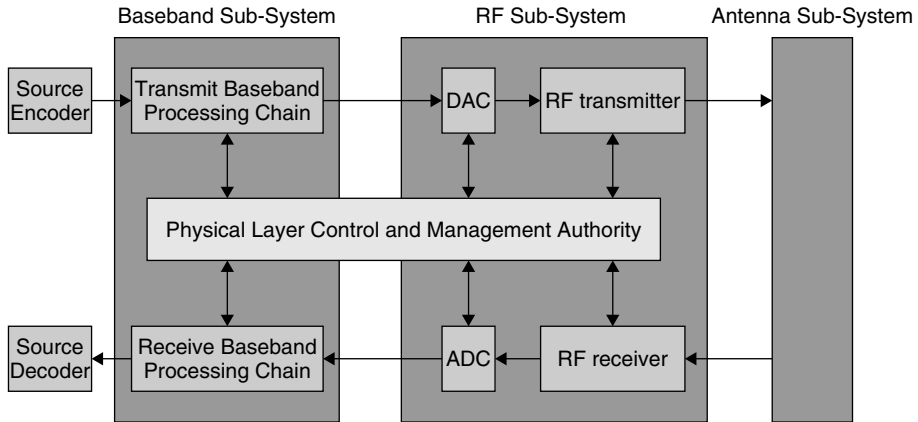 Baseband Sub-System
RF Sub-System
Antenna Sub-System
Source
Encoder
Transmit Baseband
Processing Chain
DAC
RF transmitter
Physical Layer Control and Management Authority
Source
Decoder
Receive Baseband
Processing Chain
ADC
RF receiver